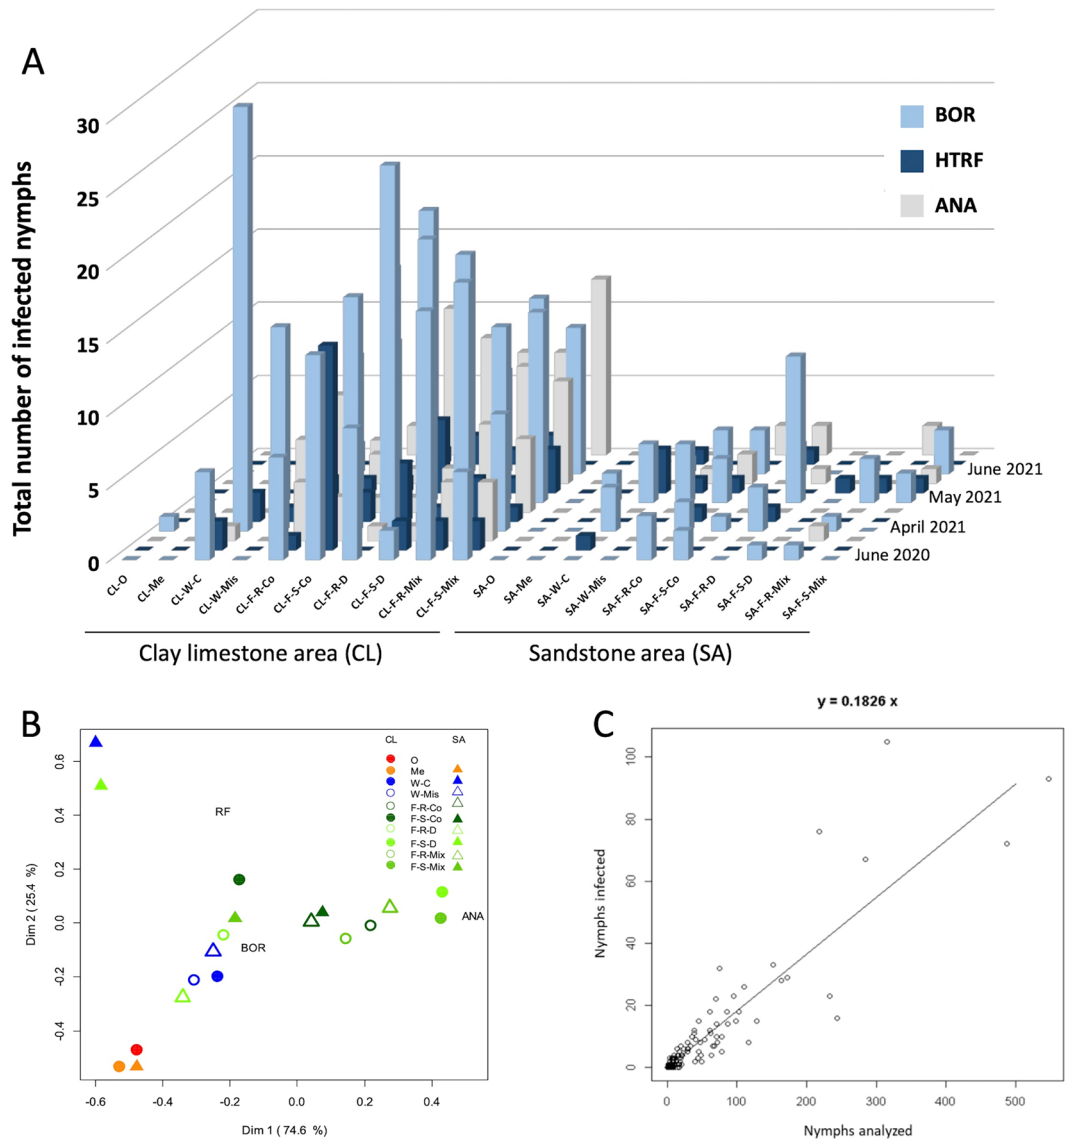 A
Total number of infected nymphs
30
25
20
15
10
5
0
BOR
HTRF
ANA
June 2021
May 2021
April 2021
June 2020
CL-O
CL-Me
CL-W-C
CL-W-Mis
CL-F-R-Co
CL-F-S-Co
CL-F-R-D
CL-F-S-D
CL-F-R-Mix
CL-F-S-Mix
SA-O
SA-Me
SA-W-C
SA-W-Mis
SA-F-R-Co
SA-F-S-Co
SA-F-R-D
SA-F-S-D
SA-F-R-Mix
SA-F-S-Mix
Clay limestone area (CL)
Sandstone area (SA)
B
CL SA
O
Me
W-C
W-Mis
F-R-Co
F-S-Co
F-R-D
F-S-D
F-R-Mix
F-S-Mix
RF
BOR
ANA
Dim 2 ( 25.4 %)
0.6
0.4
0.2
0.0
-0.2
-0.4
-0.6 -0.4 -0.2 0.0 0.2 0.4
Dim 1 ( 74.6 %)
C
y = 0.1826 x
Nymphs infected
100
80
60
40
20
0
0 100 200 300 400 500
Nymphs analyzed